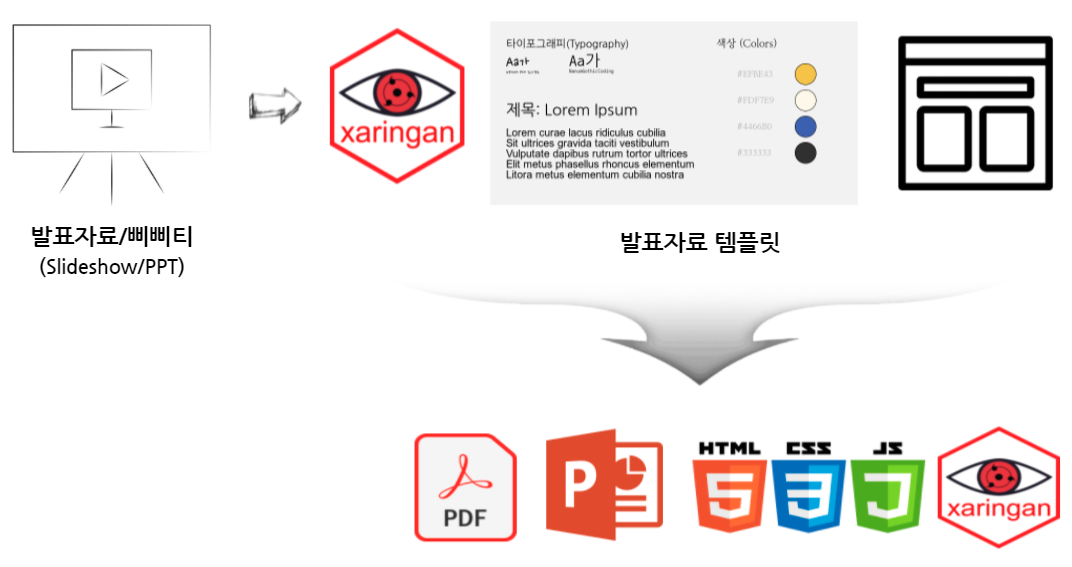 타이포그래피(Typography)
색상 (Colors)
Aa가
Aa가
NanumGothicCoding
#EFBE43
#FDF7E9
#4466B0
#333333
xaringan
제목: Lorem Ipsum
Lorem curae lacus ridiculus cubilia
Sit ultrices gravida taciti vestibulum
Vulputate dapibus rutrum tortor ultrices
Elit metus phasellus rhoncus elementum
Litora metus elementum cubilia nostra
발표자료/삐삐티
(Slideshow/PPT)
발표자료 템플릿
PDF
P
HTML
5
CSS
3
JS
xaringan